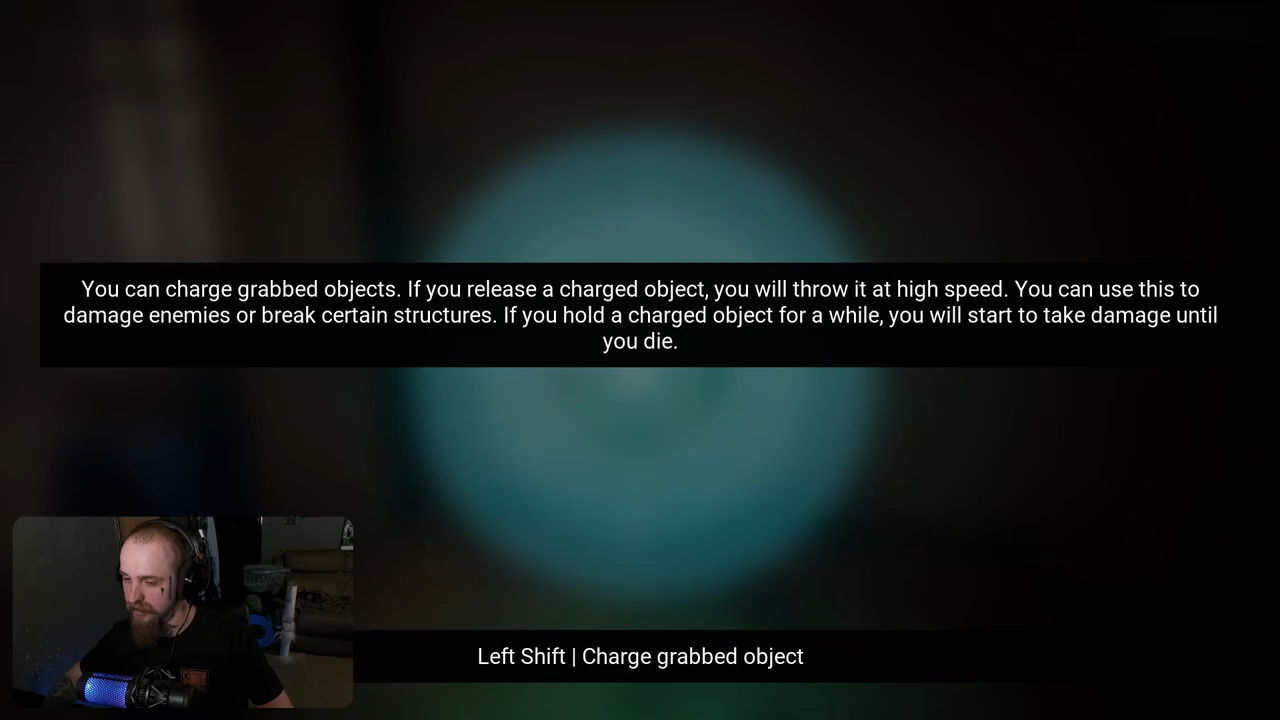 You can charge grabbed objects. If you release a charged object, you will throw it at high speed. You can use this to
damage enemies or break certain structures. If you hold a charged object for a while, you will start to take damage until
you die.
Left Shift | Charge grabbed object